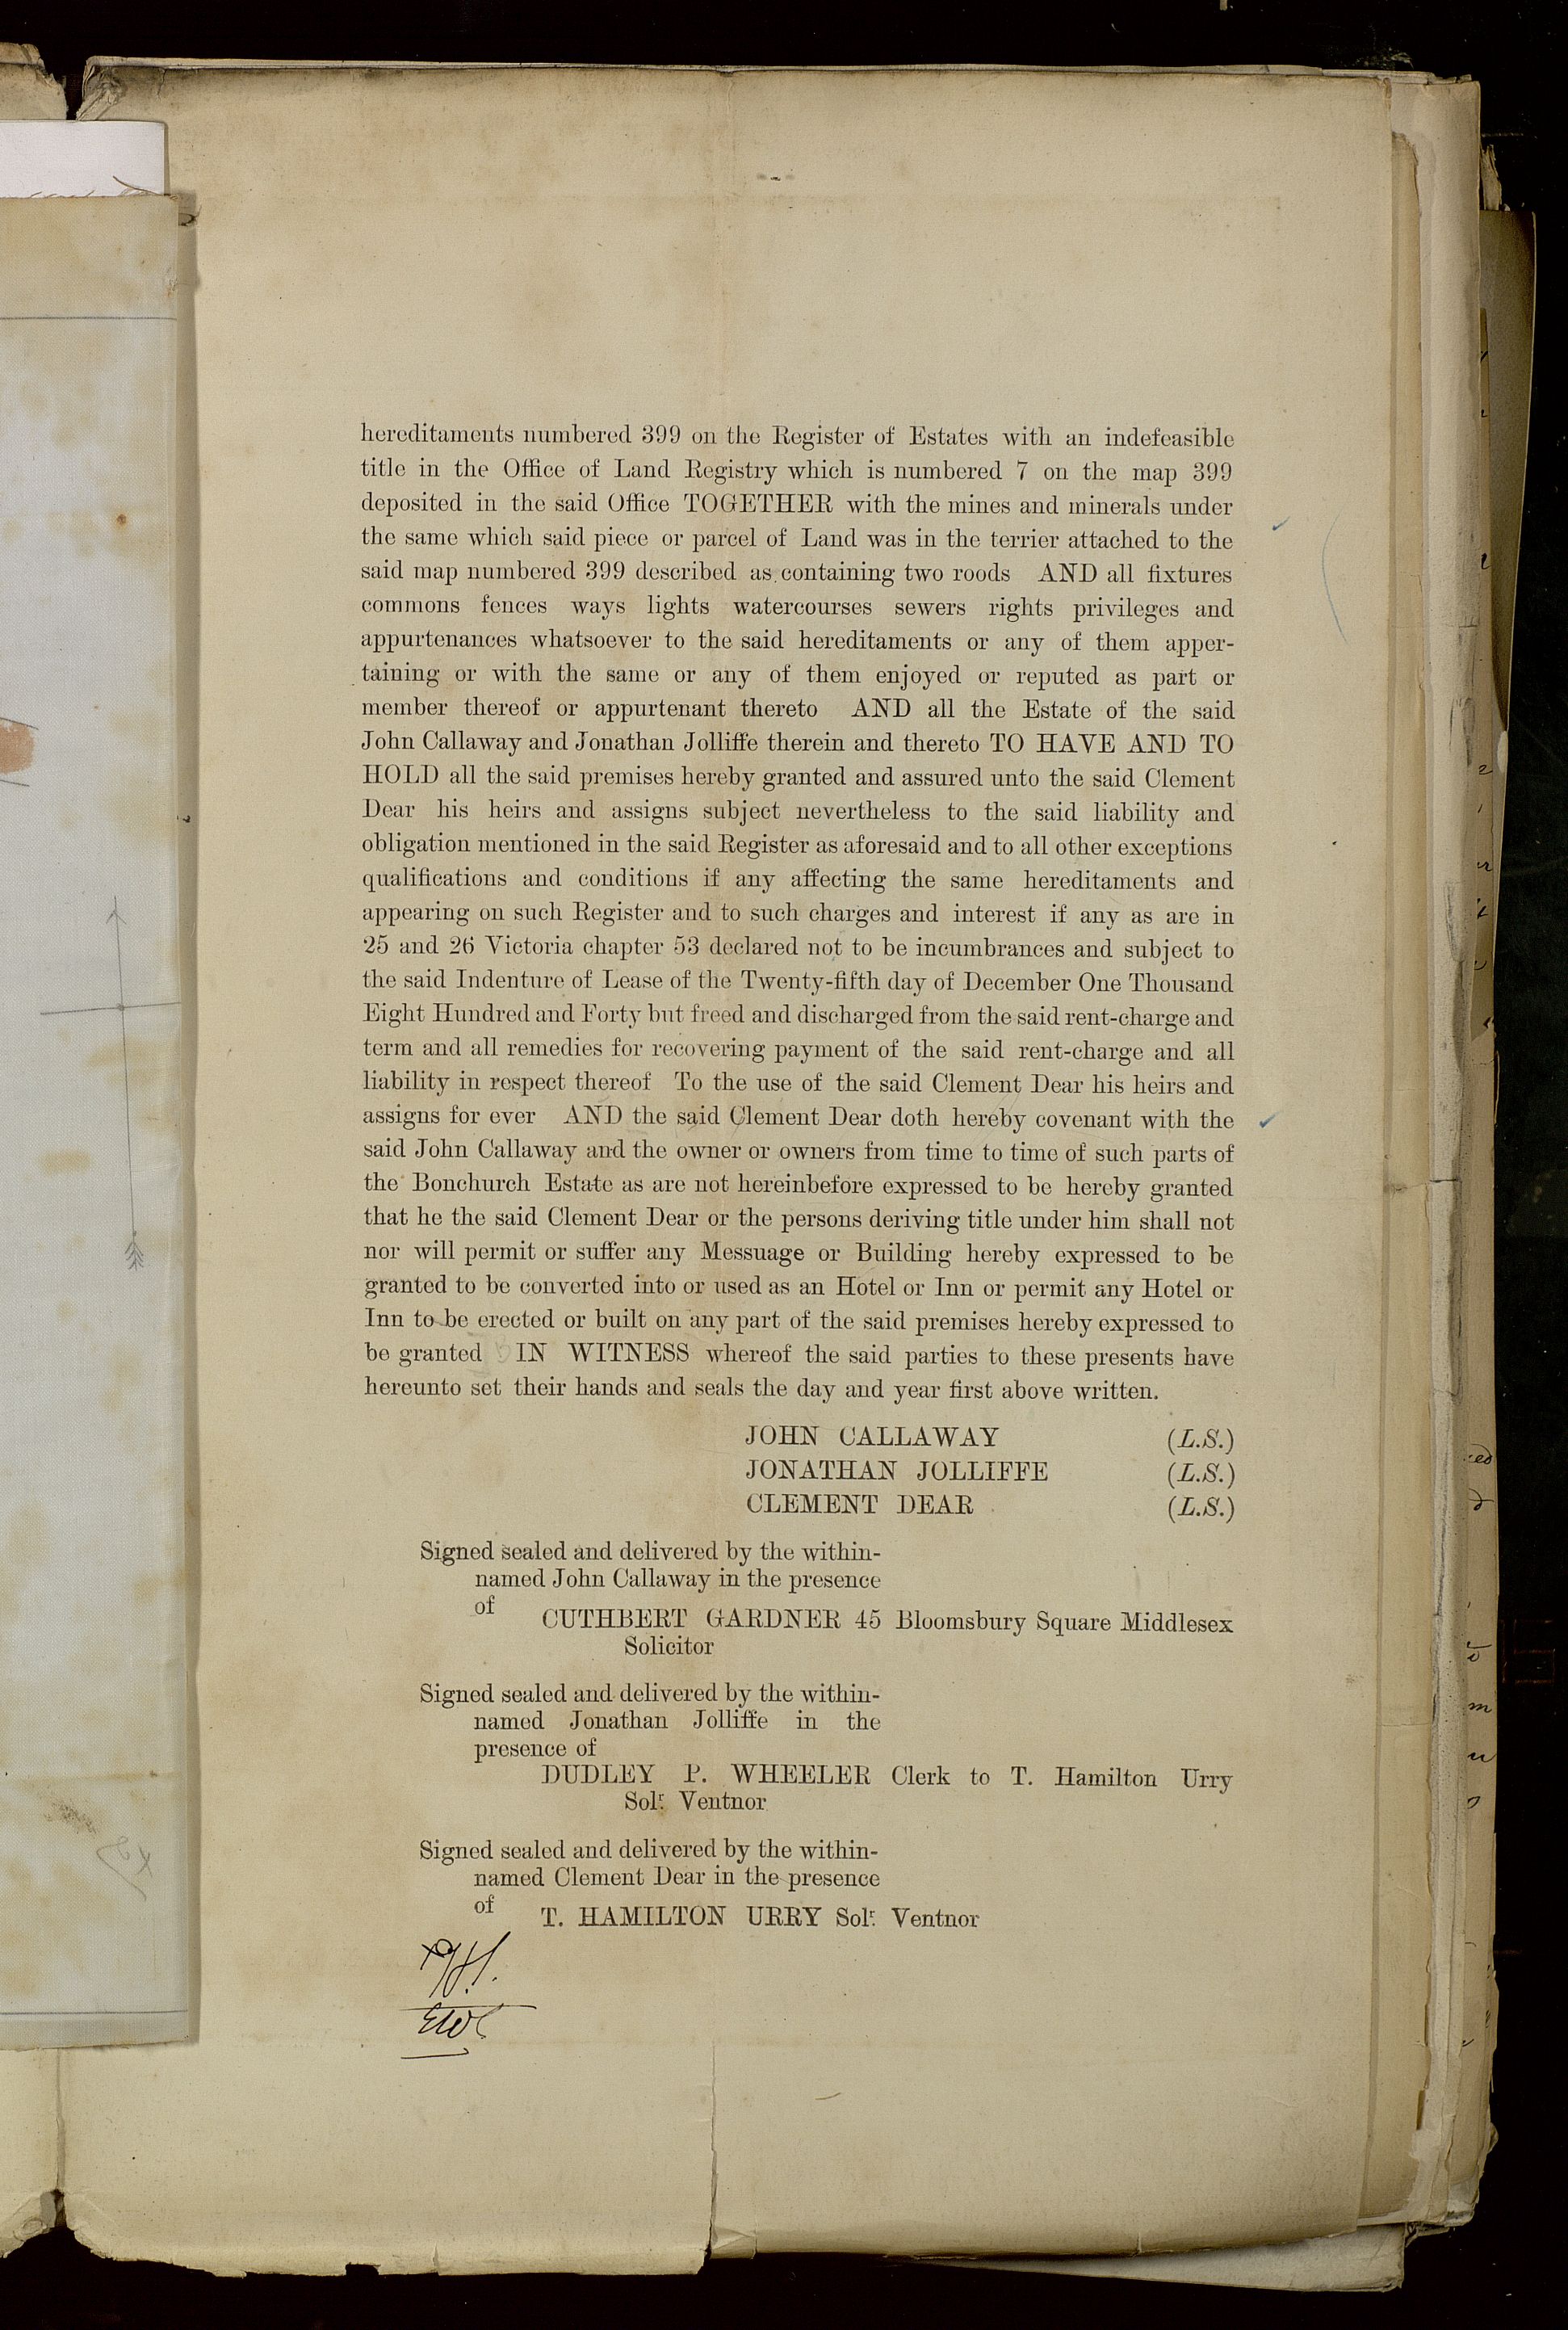 hereditaments numbered 399 on the Register of Estates with an indefeasible
title in the Office of Land Registry which is numbered 7 on the map 399
deposited in the said Office TOGETHER with the mines and minerals under
the same which said piece or parcel of Land was in the terrier attached to the
said map numbered 399 described as containing two roods AND all fixtures
commons fences ways lights watercourses sewers rights privileges and
appurtenances whatsoever to the said hereditaments or any of them apper-
taining or with the same or any of them enjoyed or reputed as part or
member thereof or appurtenant thereto AND all the Estate of the said
John Callaway and Jonathan Jolliffe therein and thereto TO HAVE AND TO
HOLD all the said premises hereby granted and assured unto the said Clement
Dear his heirs and assigns subject nevertheless to the said liability and
obligation mentioned in the said Register as aforesaid and to all other exceptions
qualifications and conditions if any affecting the same hereditaments and
appearing on such Register and to such charges and interest if any as are in
25 and 26 Victoria chapter 53 declared not to be incumbrances and subject to
the said Indenture of Lease of the Twenty-fifth day of December One Thousand
Eight Hundred and Forty but freed and discharged from the said rent-charge and
term and all remedies for recovering payment of the said rent-charge and all
liability in respect thereof To the use of the said Clement Dear his heirs and
assigns for ever AND the said Clement Dear doth hereby covenant with the
said John Callaway and the owner or owners from time to time of such parts of
the Bonchurch Estate as are not hereinbefore expressed to be hereby granted
that he the said Clement Dear or the persons deriving title under him shall not
nor will permit or suffer any Messuage or Building hereby expressed to be
granted to be converted into or used as an Hotel or Inn or permit any Hotel or
Inn to be erected or built on any part of the said premises hereby expressed to
be granted IN WITNESS whereof the said parties to these presents have
hereunto set their hands and seals the day and year first above written.
JOHN CALLAWAY (L.S.)
JONATHAN JOLLIFFE (L.S.)
CLEMENT DEAR (L.S.)
Signed sealed and delivered by the within-
named John Callaway in the presence
of
CUTHBERT GARDNER 45 Bloomsbury Square Middlesex
Solicitor
Signed sealed and delivered by the within-
named Jonathan Jolliffe in the
presence of
DUDLEY P. WHEELER Clerk to T. Hamilton Urry
Solr. Ventnor
Signed sealed and delivered by the within-
named Clement Dear in the presence
of
T. HAMILTON URRY Solr. Ventnor